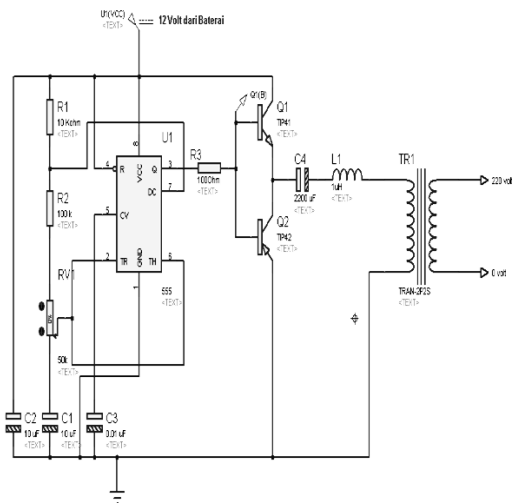 U1(VCC)
12 Volt dari Baterai
<TEXT>
R1
10 Kohm
<TEXT>
R2
100k
<TEXT>
RV1
50k
<TEXT>
U1
555
<TEXT>
4
R
8
VCC
Q
3
DC
7
5
CV
2
TR
GND
1
TH
6
R3
100Ohm
<TEXT>
Q1(B)
Q1
TIP41
<TEXT>
Q2
TIP42
<TEXT>
C4
2200 uF
<TEXT>
L1
1uH
<TEXT>
TR1
TRAN-2P2S
<TEXT>
220 volt
0 volt
C2
10 uF
<TEXT>
C1
10 uF
<TEXT>
C3
0.01 uF
<TEXT>